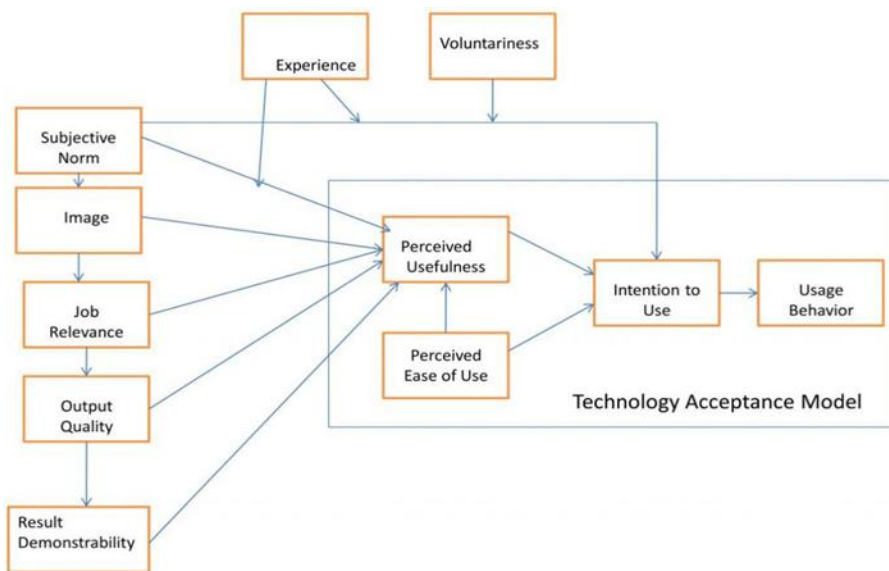 Experience
Voluntariness
Subjective
Norm
Image
Job
Relevance
Output
Quality
Result
Demonstrability
Perceived
Usefulness
Perceived
Ease of Use
Intention to
Use
Usage
Behavior
Technology Acceptance Model